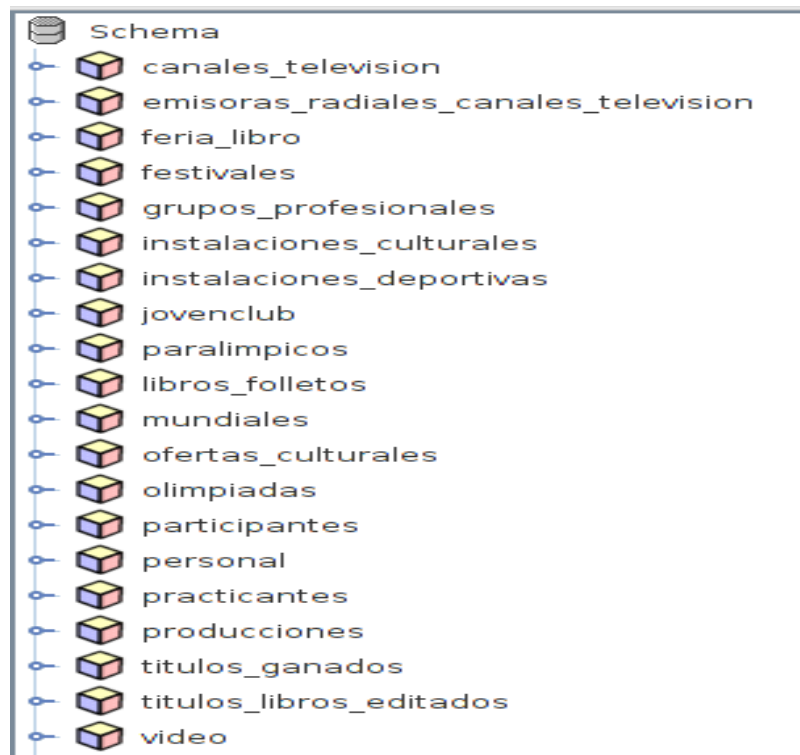 Schema
canales_television
emisoras_radiales_canales_television
feria_libro
festivales
grupos_profesionales
instalaciones_culturales
instalaciones_deportivas
jovenclub
paralimpicos
libros_folletos
mundiales
ofertas_culturales
olimpiadas
participantes
personal
practicantes
producciones
titulos_ganados
titulos_libros_editados
video